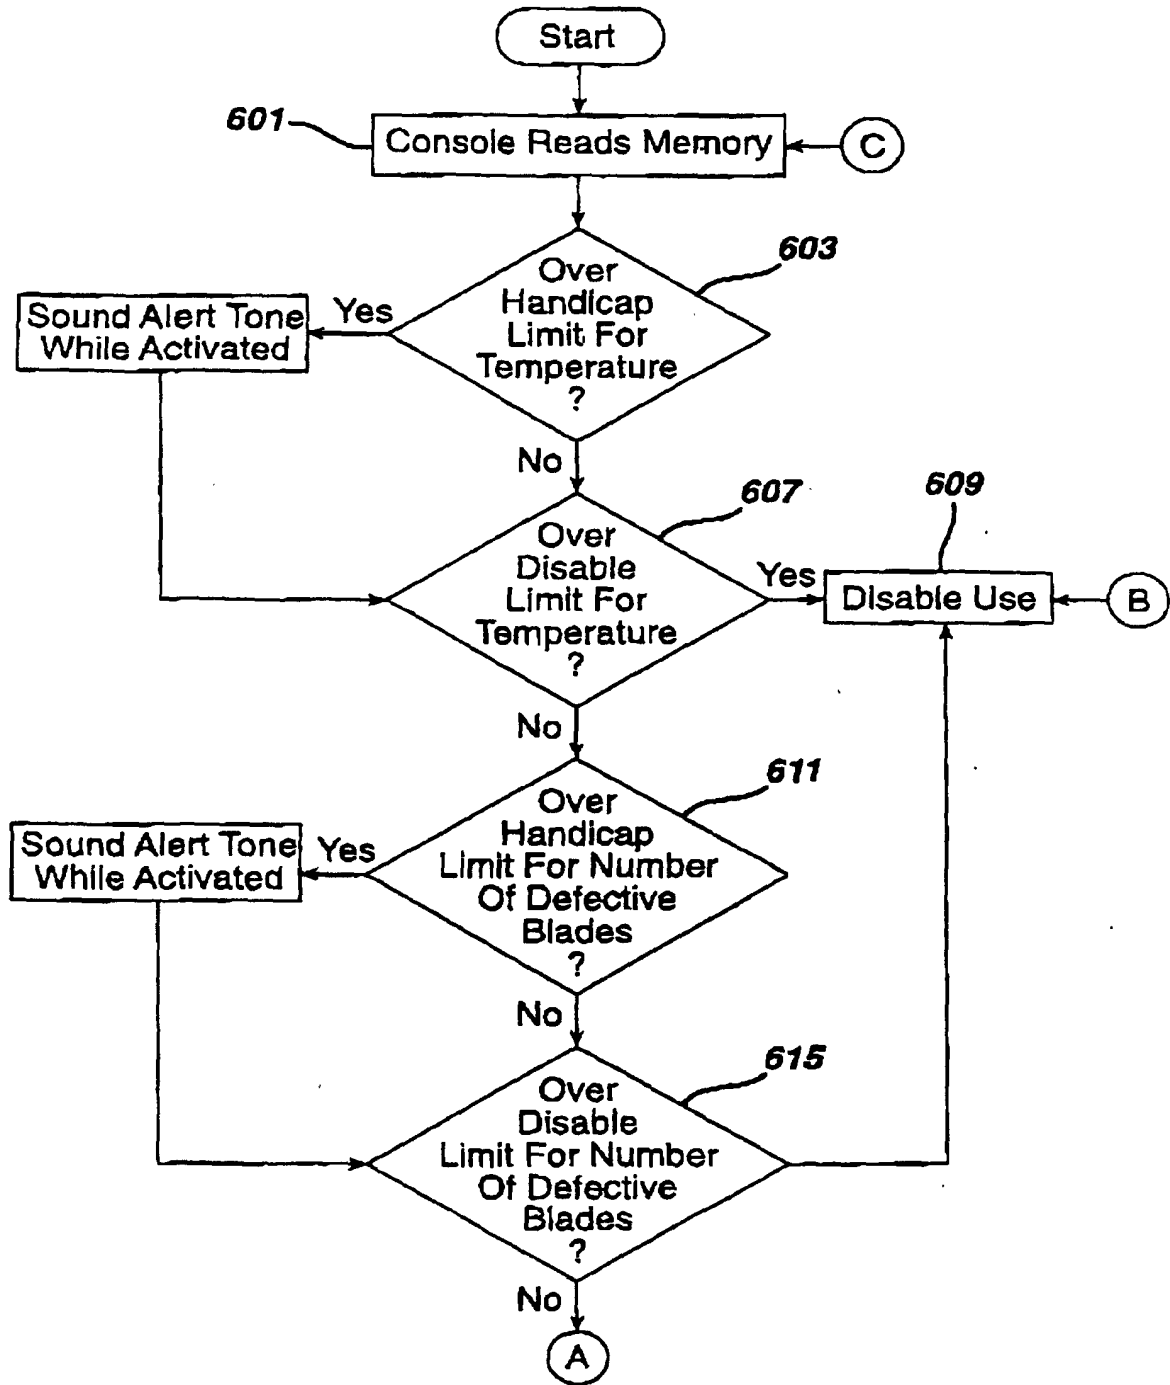 Start
601
Console Reads Memory
C
603
Over
Handicap
Limit For
Temperature
?
Yes
Sound Alert Tone
While Activated
No
607
609
Over
Disable
Limit For
Temperature
?
Yes
Disable Use
B
No
611
Over
Handicap
Limit For Number
Of Defective
Blades
?
Yes
Sound Alert Tone
While Activated
No
615
Over
Disable
Limit For Number
Of Defective
Blades
?
No
A